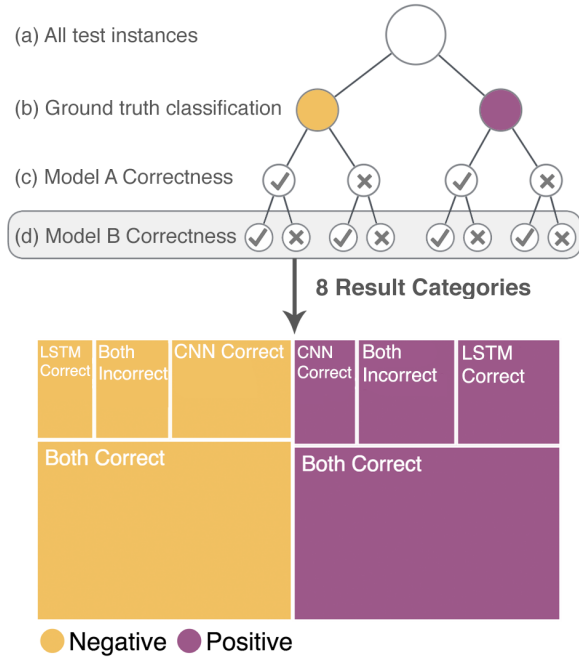 (a) All test instances
(b) Ground truth classification
(c) Model A Correctness
(d) Model B Correctness
8 Result Categories
LSTM
Correct
Both
Incorrect
CNN Correct
CNN
Correct
Both
Incorrect
LSTM
Correct
Both Correct
Both Correct
Negative
Positive